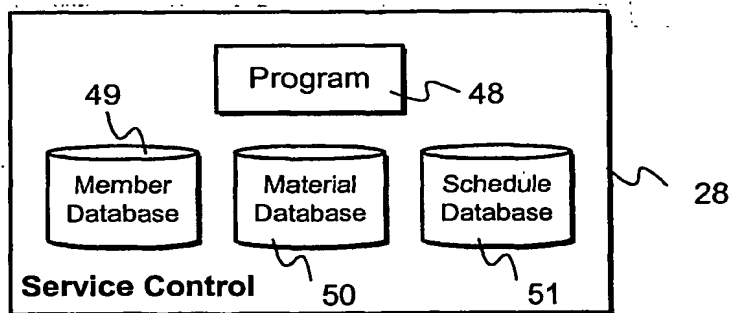 Program
48
49
Member
Database
Material
Database
Schedule
Database
28
Service Control
50
51